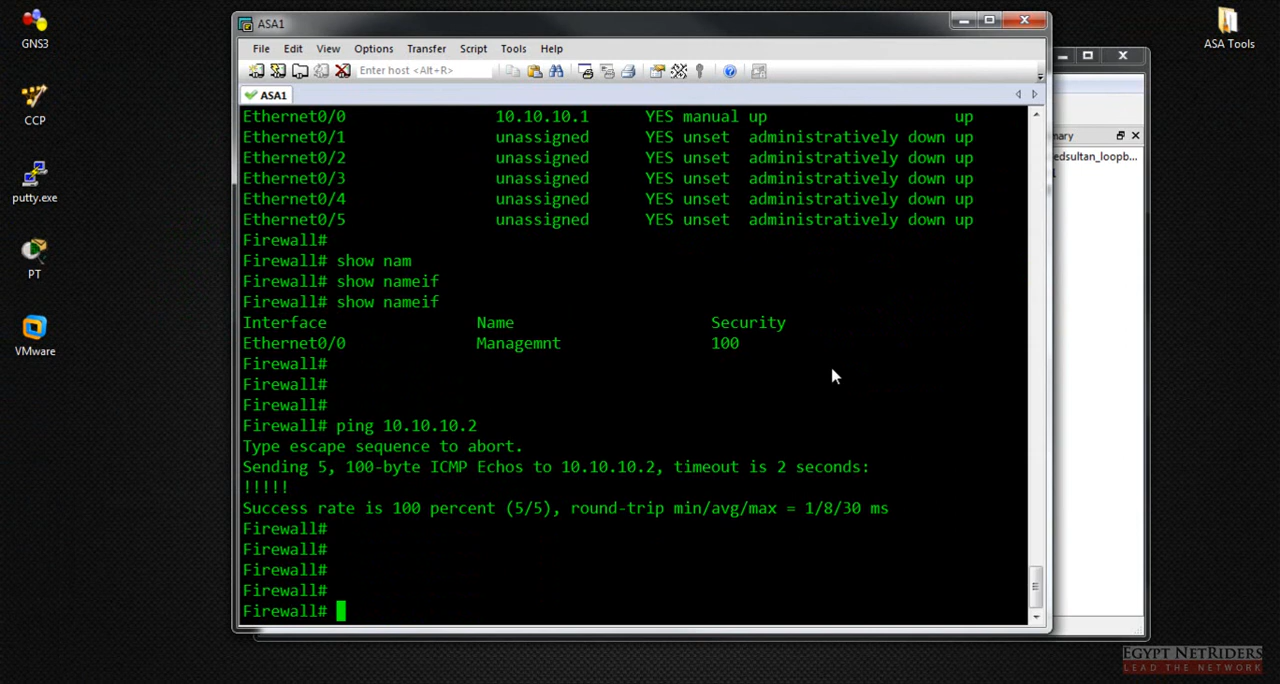 GNS3
CCP
putty.exe
PT
VMware
ASA Tools
ASA1
File Edit View Options Transfer Script Tools Help
Enter host <Alt+R>
ASA1
Ethernet0/0 10.10.10.1 YES manual up up
Ethernet0/1 unassigned YES unset administratively down up
Ethernet0/2 unassigned YES unset administratively down up
Ethernet0/3 unassigned YES unset administratively down up
Ethernet0/4 unassigned YES unset administratively down up
Ethernet0/5 unassigned YES unset administratively down up
Firewall#
Firewall# show nam
Firewall# show nameif
Firewall# show nameif
Interface Name Security
Ethernet0/0 Managemnt 100
Firewall#
Firewall#
Firewall#
Firewall# ping 10.10.10.2
Type escape sequence to abort.
Sending 5, 100-byte ICMP Echos to 10.10.10.2, timeout is 2 seconds:
!!!!!
Success rate is 100 percent (5/5), round-trip min/avg/max = 1/8/30 ms
Firewall#
Firewall#
Firewall#
Firewall#
Firewall#
mary
edsultan_loopb...
EGYPT NETRIDERS
LEAD THE NETWORK